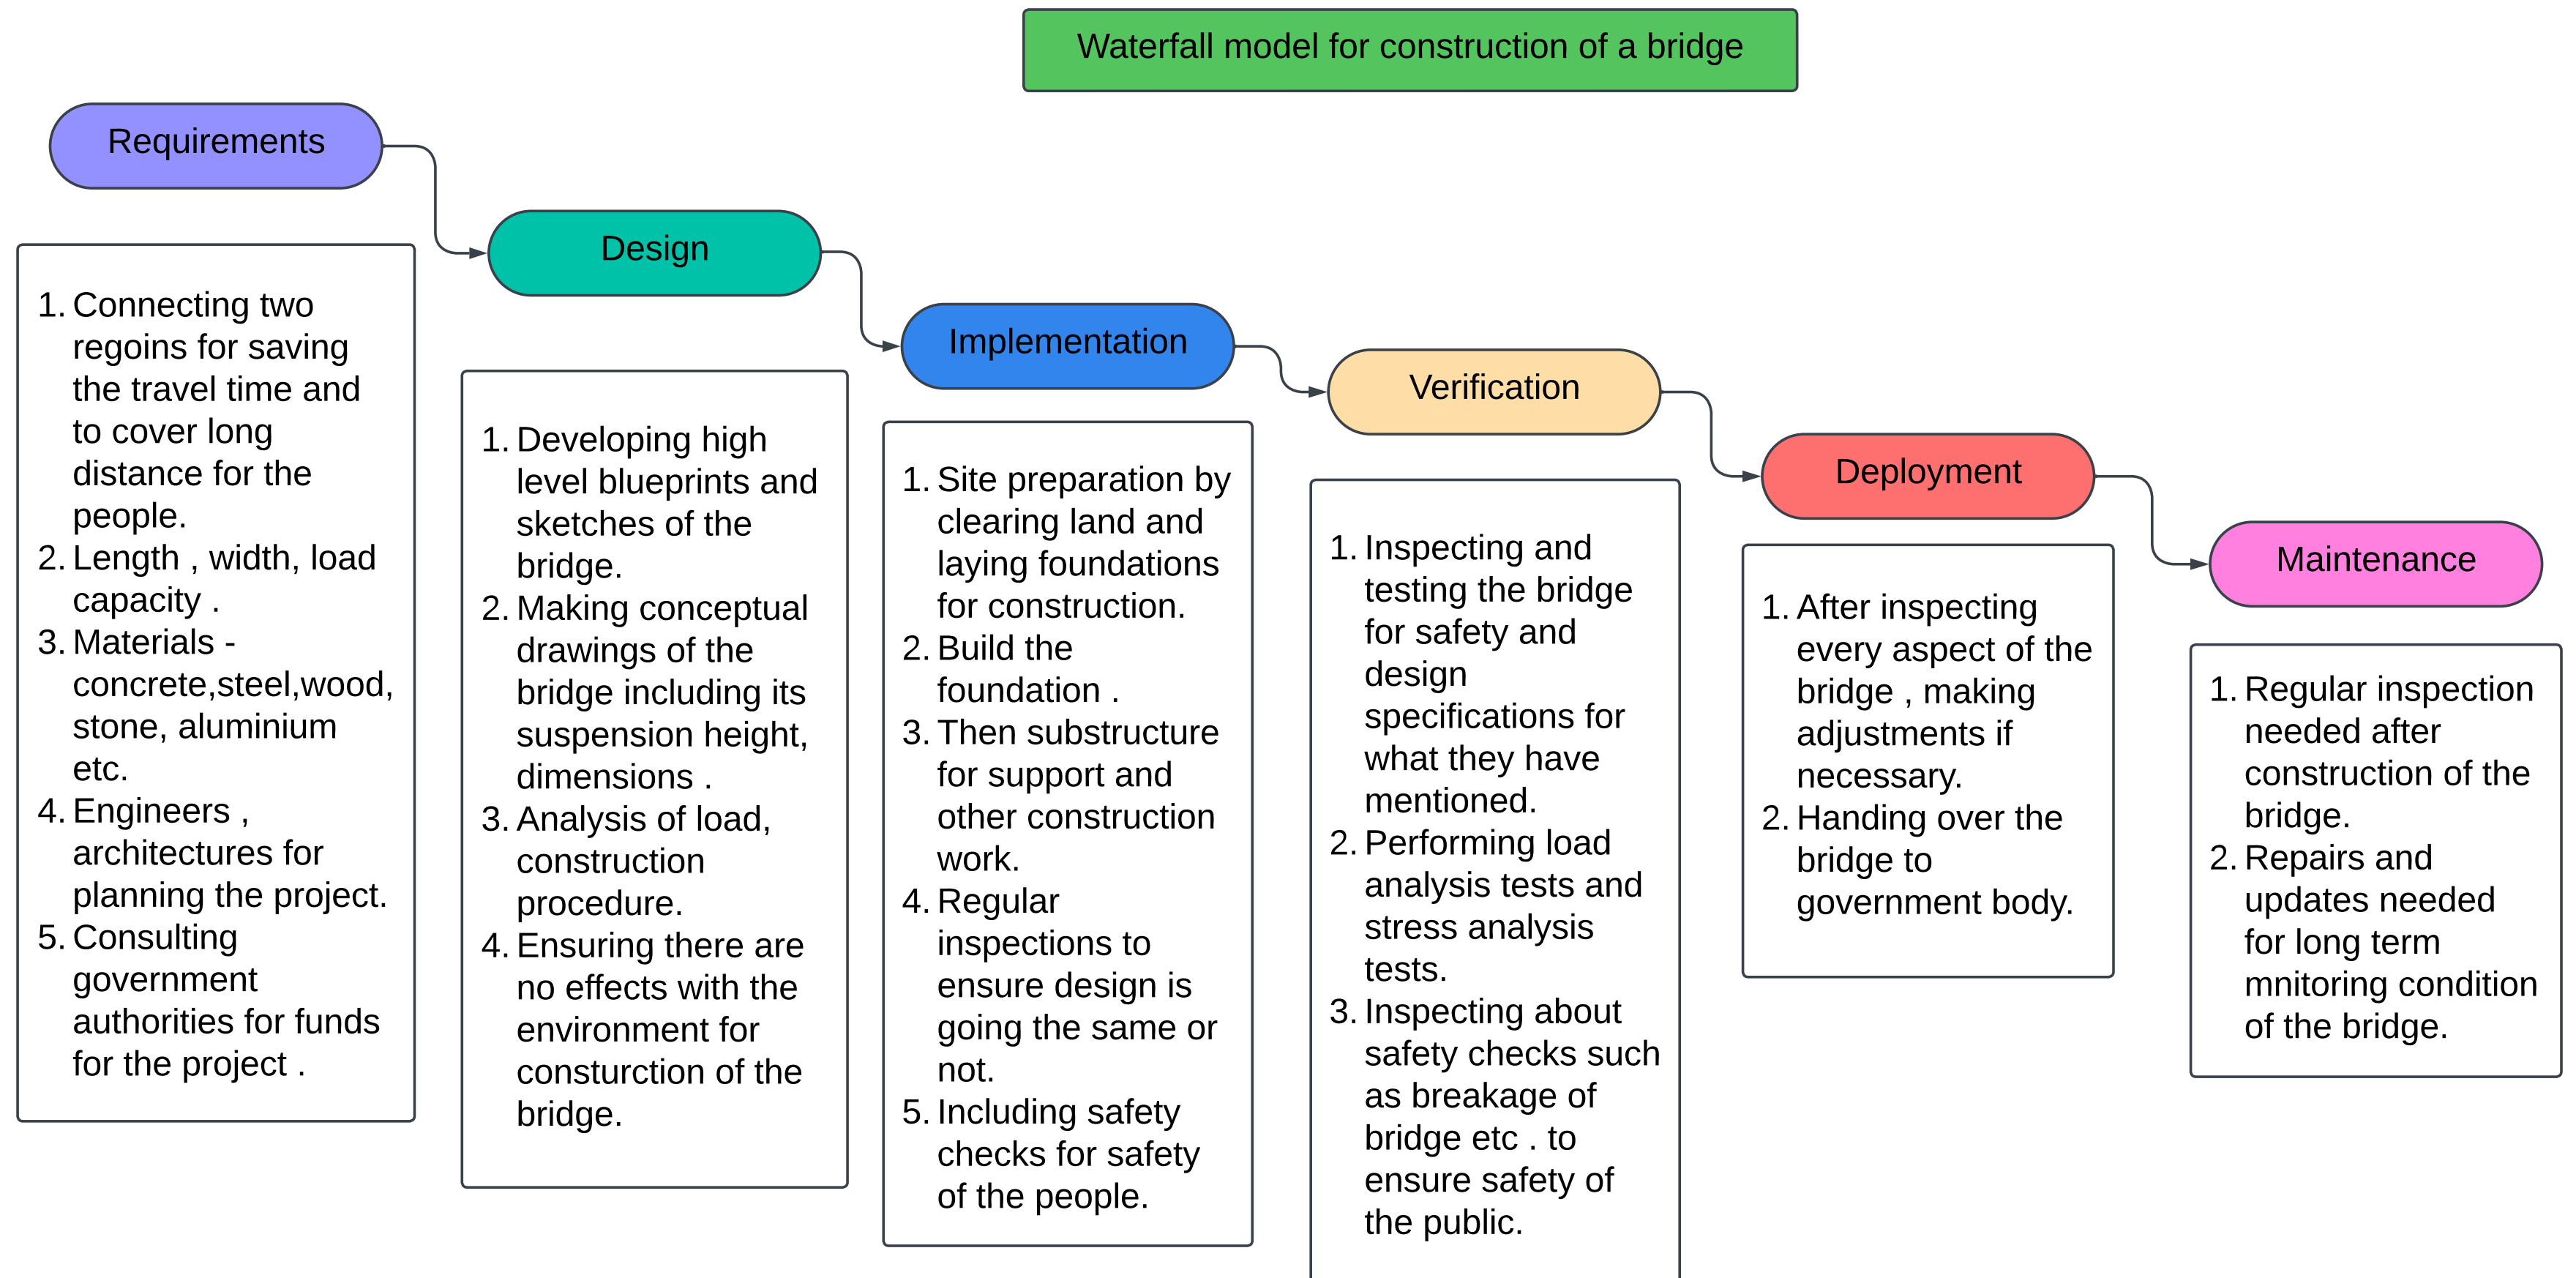 Waterfall model for construction of a bridge
Requirements
1. Connecting two
regoins for saving
the travel time and
to cover long
distance for the
people.
2. Length , width, load
capacity .
3. Materials -
concrete,steel,wood,
stone, aluminium
etc.
4. Engineers ,
architectures for
planning the project.
5. Consulting
government
authorities for funds
for the project .
Design
1. Developing high
level blueprints and
sketches of the
bridge.
2. Making conceptual
drawings of the
bridge including its
suspension height,
dimensions .
3. Analysis of load,
construction
procedure.
4. Ensuring there are
no effects with the
environment for
consturction of the
bridge.
Implementation
1. Site preparation by
clearing land and
laying foundations
for construction.
2. Build the
foundation .
3. Then substructure
for support and
other construction
work.
4. Regular
inspections to
ensure design is
going the same or
not.
5. Including safety
checks for safety
of the people.
Verification
1. Inspecting and
testing the bridge
for safety and
design
specifications for
what they have
mentioned.
2. Performing load
analysis tests and
stress analysis
tests.
3. Inspecting about
safety checks such
as breakage of
bridge etc . to
ensure safety of
the public.
Deployment
1. After inspecting
every aspect of the
bridge , making
adjustments if
necessary.
2. Handing over the
bridge to
government body.
Maintenance
1. Regular inspection
needed after
construction of the
bridge.
2. Repairs and
updates needed
for long term
mnitoring condition
of the bridge.